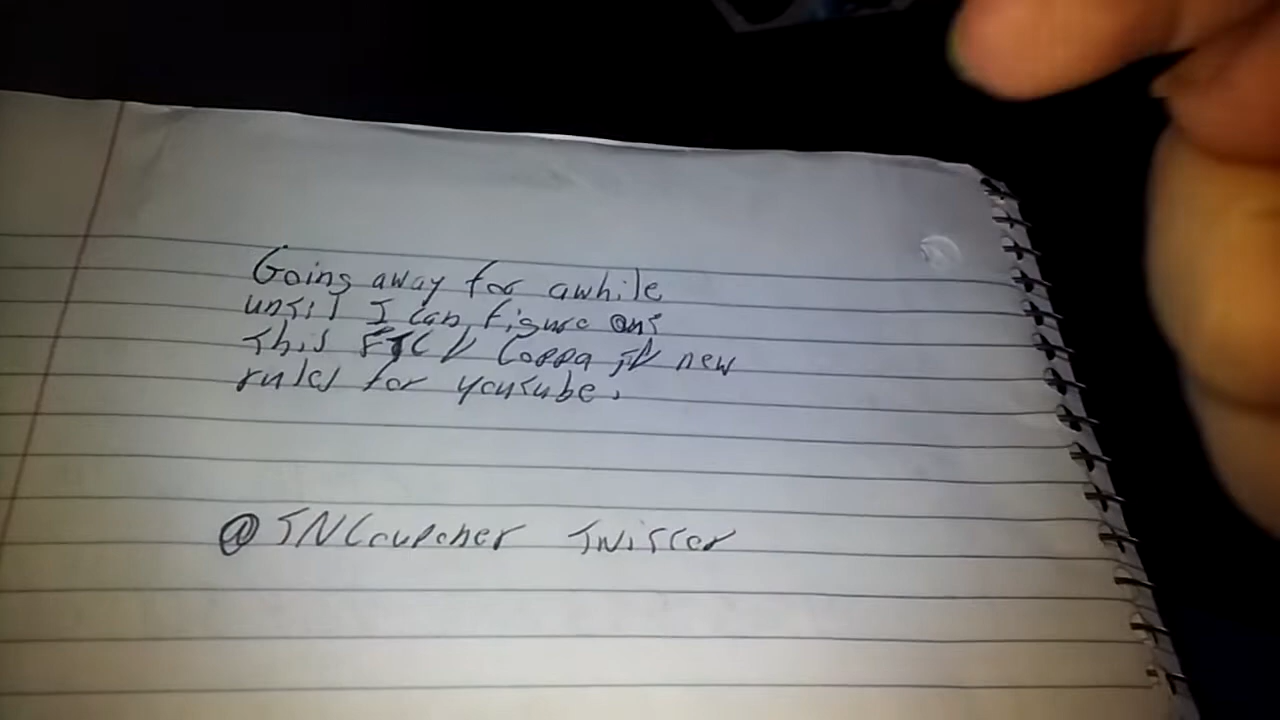 Going away for awhile
until I can figure out
this FTC / Coppa new
rules for youtube.
@ Twitter